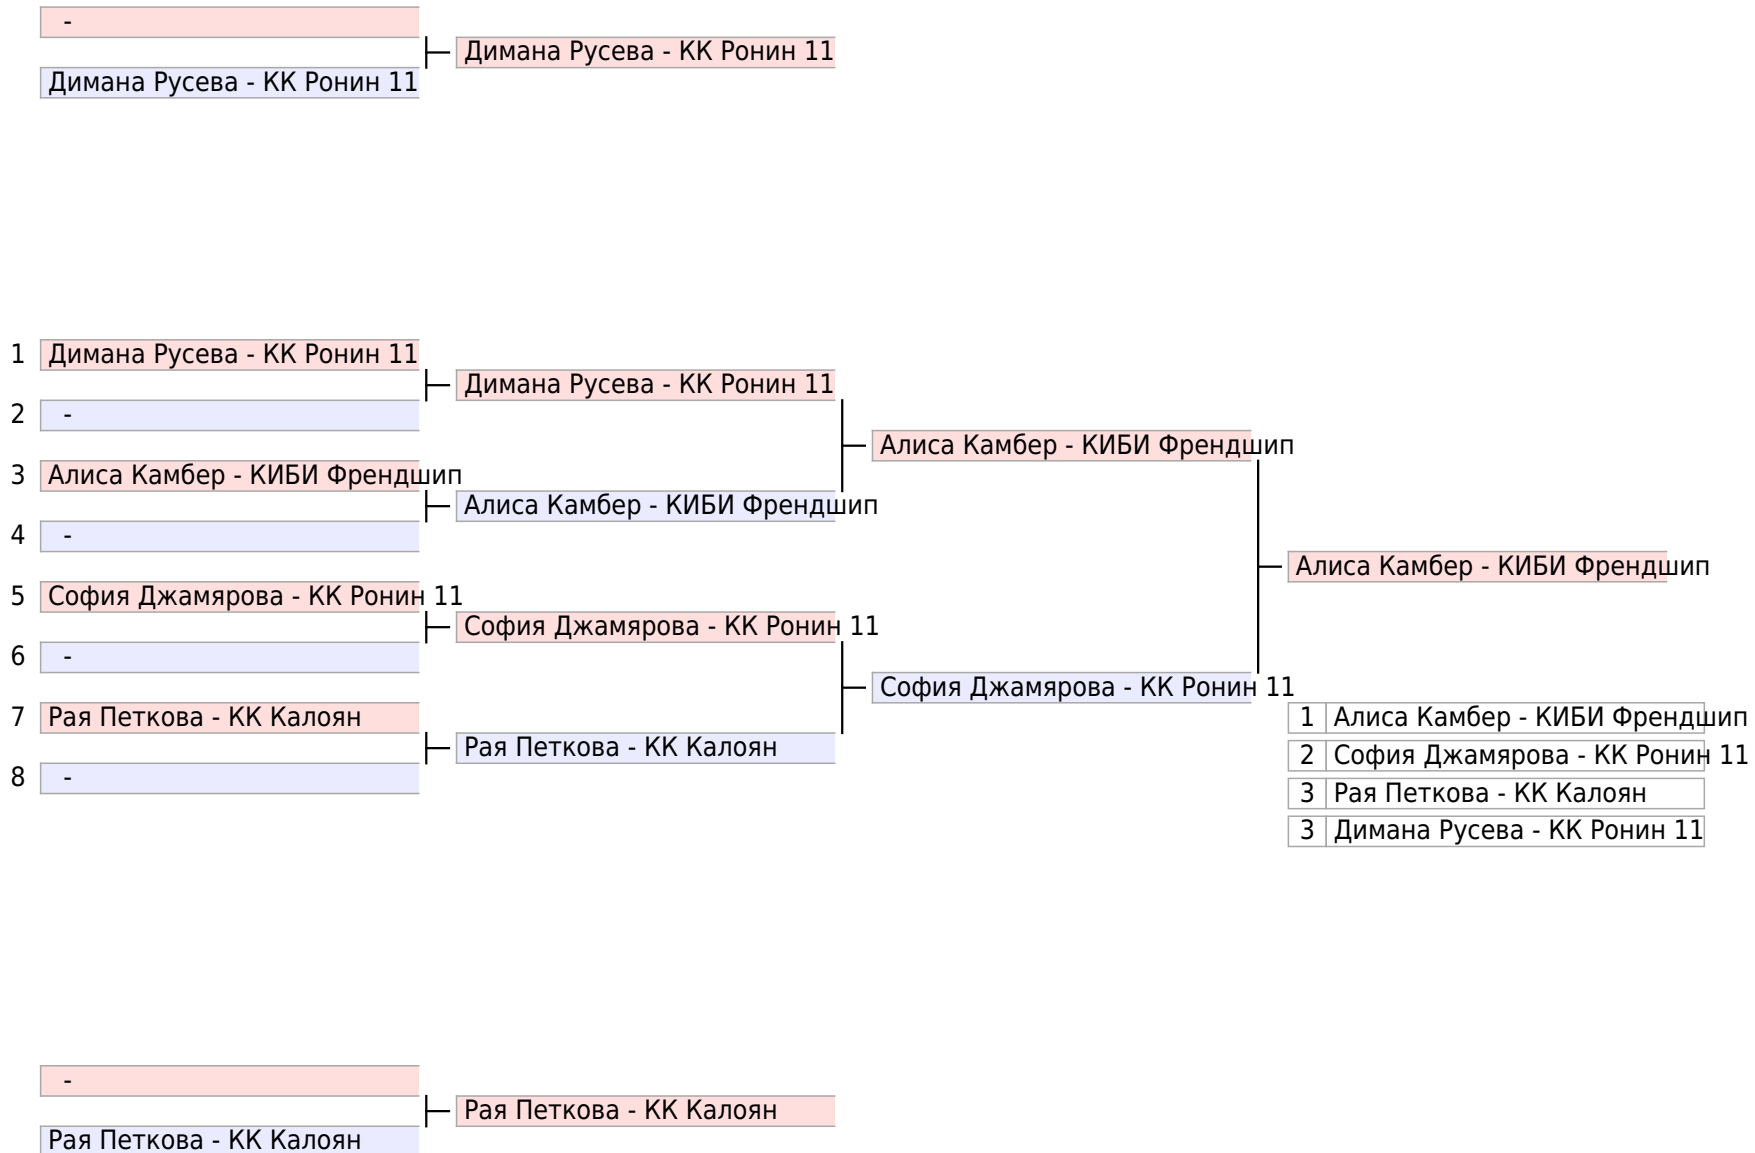 -
Димана Русева - КК Ронин 11
Димана Русева - КК Ронин 11
1 Димана Русева - КК Ронин 11
Димана Русева - КК Ронин 11
2 -
Алиса Камбер - КИБИ Френдшип
3 Алиса Камбер - КИБИ Френдшип
Алиса Камбер - КИБИ Френдшип
4 -
Алиса Камбер - КИБИ Френдшип
5 София Джамярова - КК Ронин 11
София Джамярова - КК Ронин 11
6 -
София Джамярова - КК Ронин 11
7 Рая Петкова - КК Калоян
Рая Петкова - КК Калоян
8 -
1 Алиса Камбер - КИБИ Френдшип
2 София Джамярова - КК Ронин 11
3 Рая Петкова - КК Калоян
3 Димана Русева - КК Ронин 11
-
Рая Петкова - КК Калоян
Рая Петкова - КК Калоян